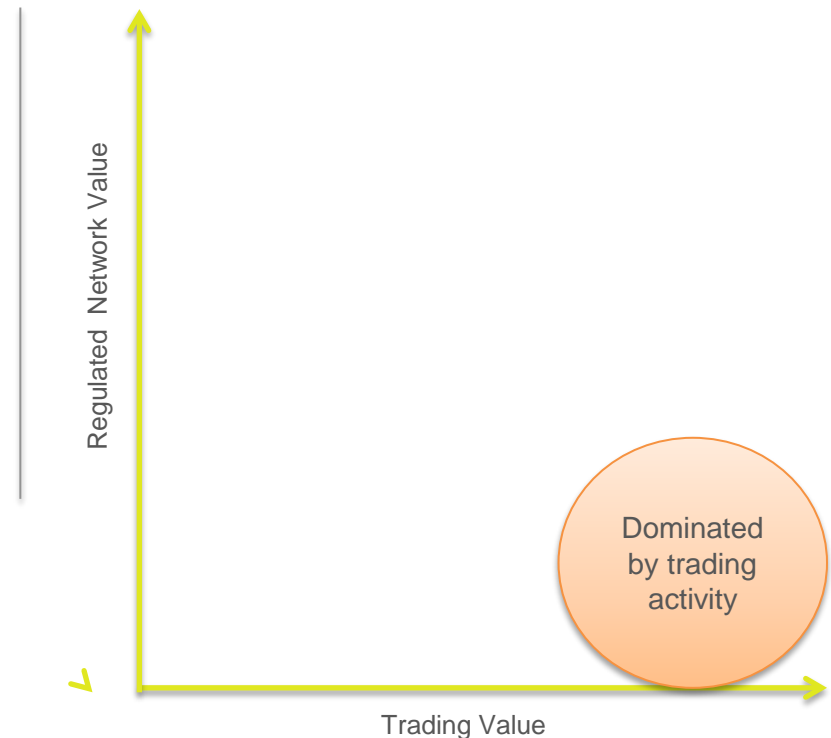 Regulated Network Value
Dominated
by trading
activity
Trading Value